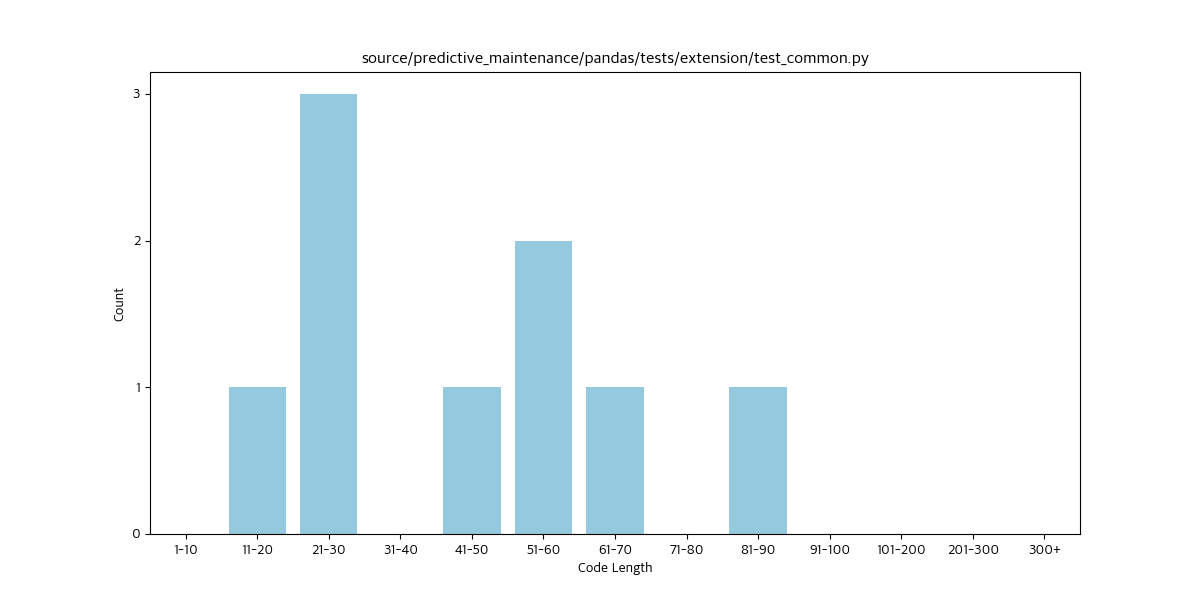 source/predictive_maintenance/pandas/tests/extension/test_common.py
3
2
1
0
Count
1-10 11-20 21-30 31-40 41-50 51-60 61-70 71-80 81-90 91-100 101-200 201-300 300+
Code Length